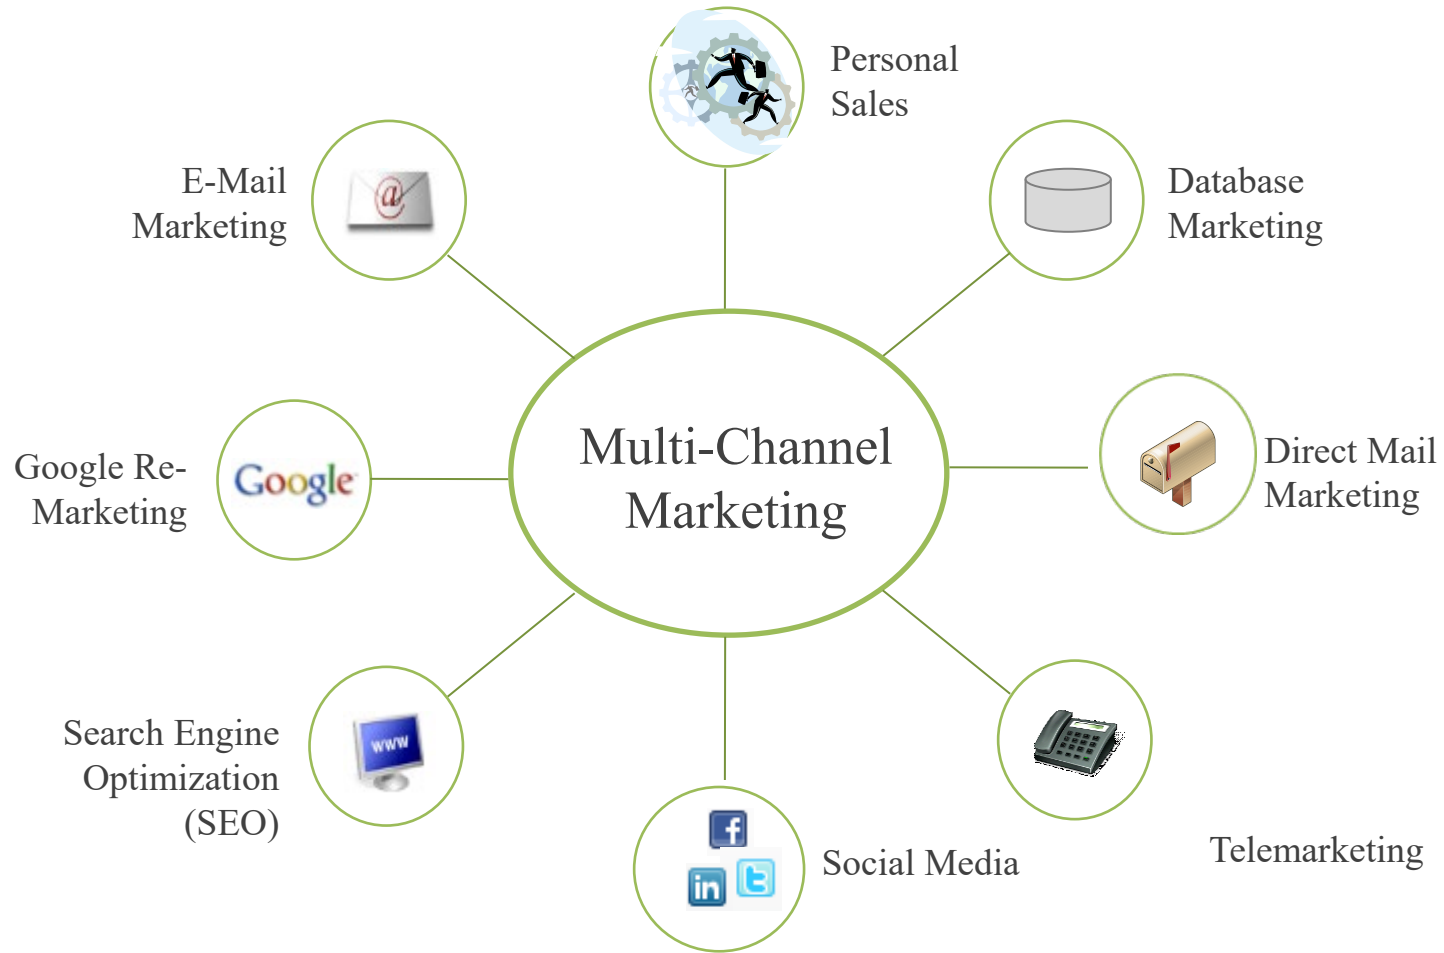 Personal
Sales
E-Mail
Marketing
@
Database
Marketing
Multi-Channel
Marketing
Google Re-
Marketing
Google
Direct Mail
Marketing
Search Engine
Optimization
(SEO)
www
f
in
t
Social Media
Telemarketing